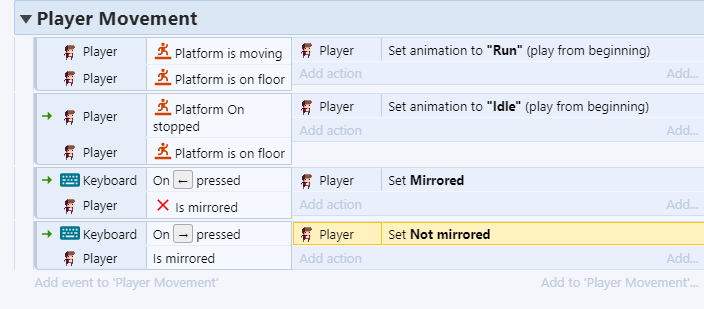 Player Movement
Player Platform is moving Player Set animation to "Run" (play from beginning)
Player Platform is on floor Add action Add...
Player Platform On stopped Player Set animation to "Idle" (play from beginning)
Player Platform is on floor Add action Add...
Keyboard On ← pressed Player Set Mirrored
Player Is mirrored Add action Add...
Keyboard On → pressed Player Set Not mirrored
Player Is mirrored Add action Add...
Add event to 'Player Movement' Add to 'Player Movement'...